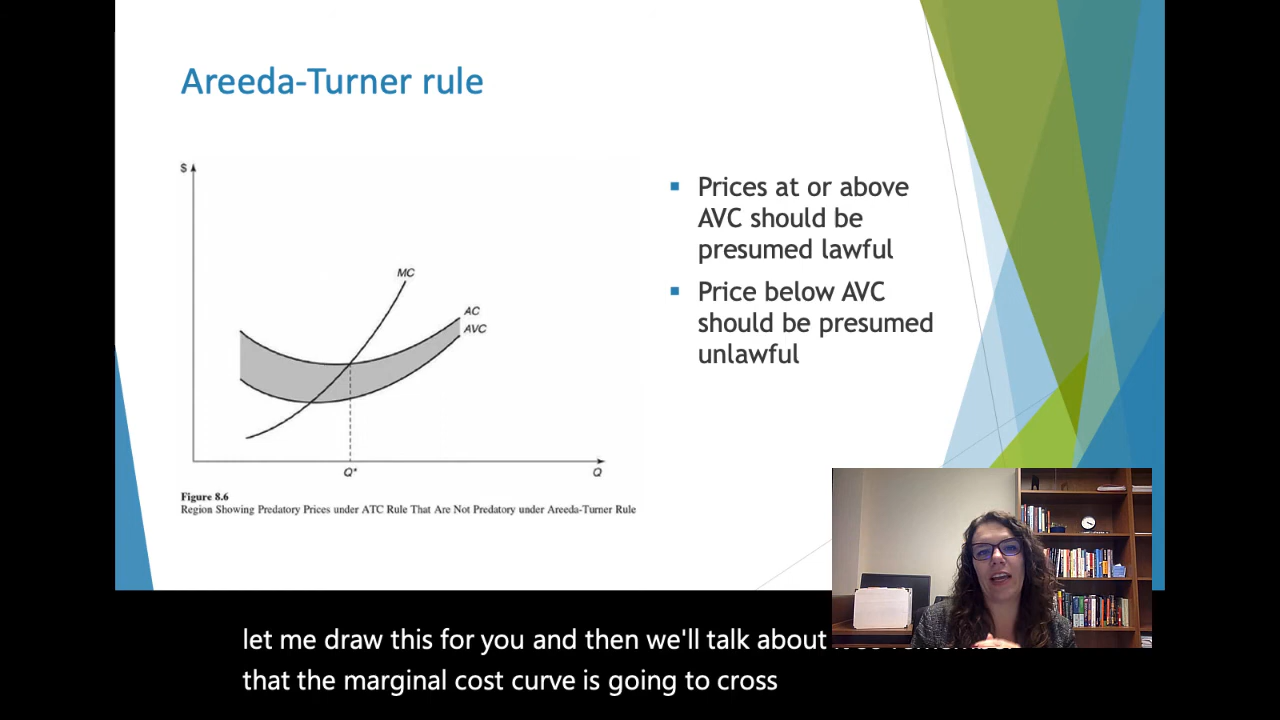 Areeda-Turner rule
$
MC
AC
AVC
Q*
Q
Figure 8.6
Region Showing Predatory Prices under ATC Rule That Are Not Predatory under Areeda-Turner Rule
Prices at or above
AVC should be
presumed lawful
Price below AVC
should be presumed
unlawful
let me draw this for you and then we'll talk about
that the marginal cost curve is going to cross